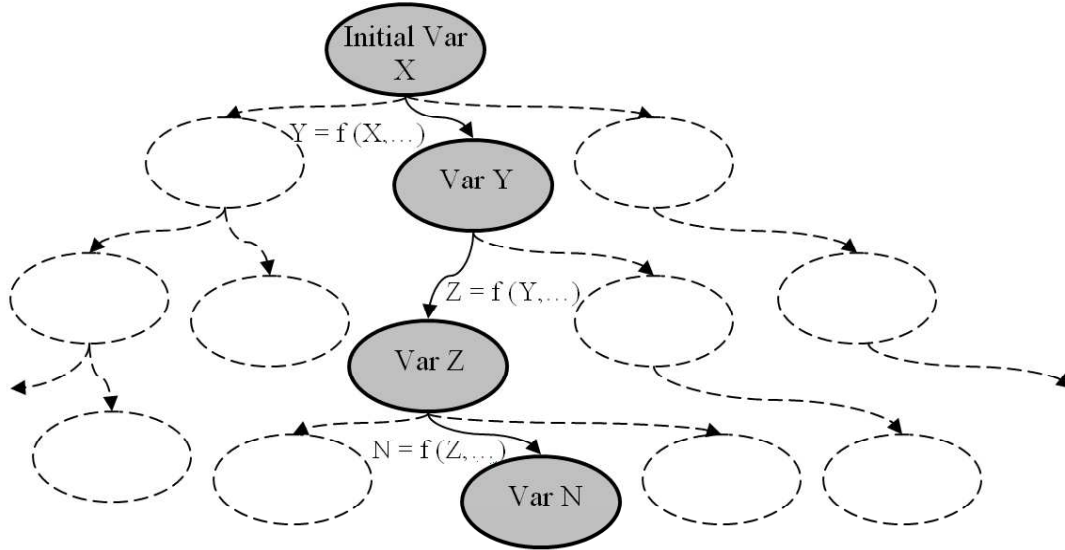 Initial Var
X
Y = f (X,...)
Var Y
Z = f (Y,...)
Var Z
N = f (Z,...)
Var N